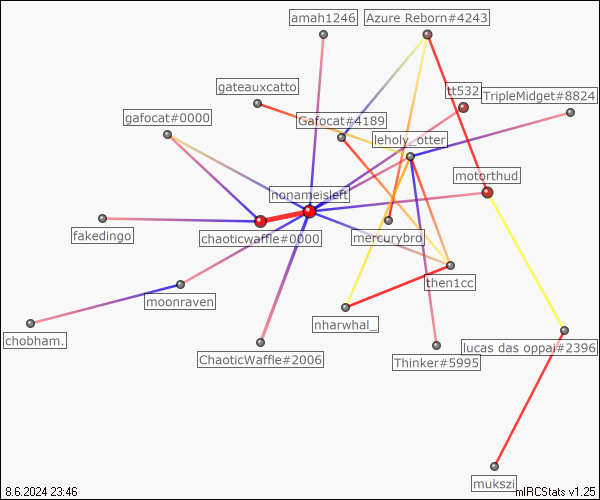 amah1246
Azure Reborn#4243
gateauxcatto
tt532
TripleMidget#8824
gafocat#0000
Gafocat#4189
leholy_otter
motorthud
nonameisleft
fakedingo
chaoticwaffle#0000
mercurybro
then1cc
moonraven
nharwhal_
chobham.
ChaoticWaffle#2006
Thinker#5995
lucas das oppai#2396
mukszi
8.6.2024 23:46
mIRCStats v1.25